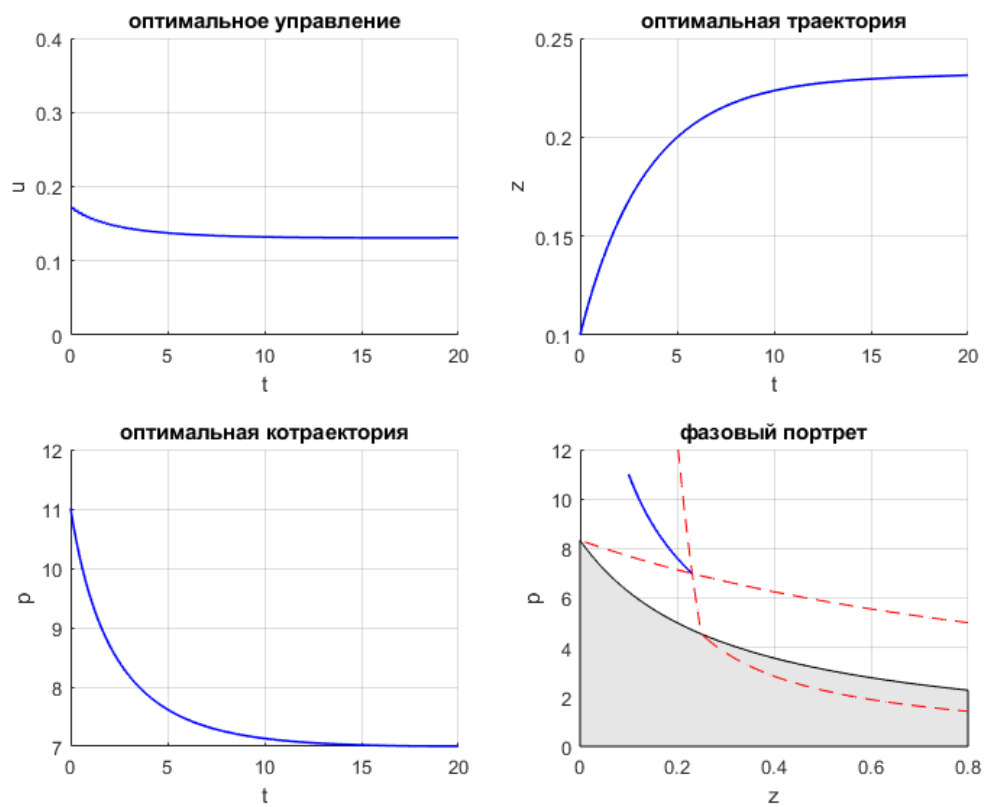 оптимальное управление
0.4
0.3
0.2
0.1
0
u
0 5 10 15 20
t
оптимальная траектория
0.25
0.2
0.15
0.1
z
0 5 10 15 20
t
оптимальная котраектория
12
11
10
9
8
7
p
0 5 10 15 20
t
фазовый портрет
12
10
8
6
4
2
0
p
0 0.2 0.4 0.6 0.8
z